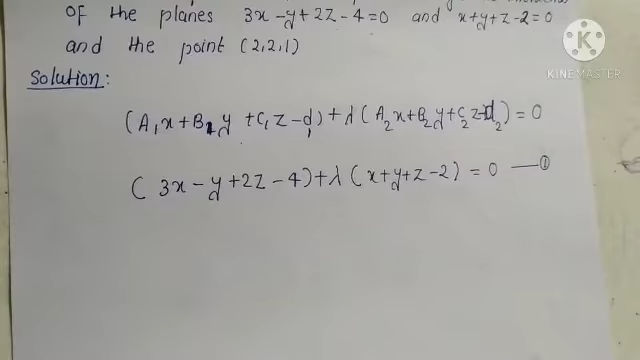 of the planes 3x-y+2z-4=0 and x+y+z-2=0
and the point (2,2,1)
Solution:
(A₁x+B₁y+C₁z-d₁)+λ(A₂x+B₂y+C₂z-d₂)=0
(3x-y+2z-4)+λ(x+y+z-2)=0 —①
KINEMASTER